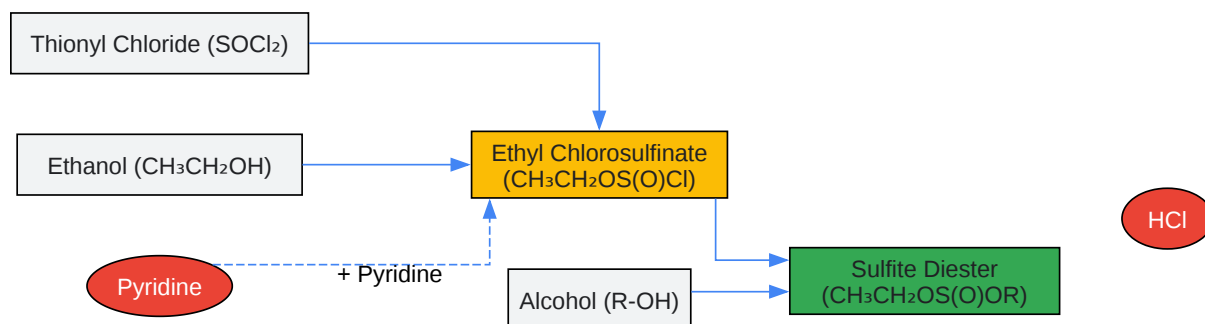 Thionyl Chloride (SOCl₂)
Ethanol (CH₃CH₂OH)
Ethyl Chlorosulfinate
(CH₃CH₂OS(O)Cl)
HCl
Pyridine
+ Pyridine
Alcohol (R-OH)
Sulfite Diester
(CH₃CH₂OS(O)OR)